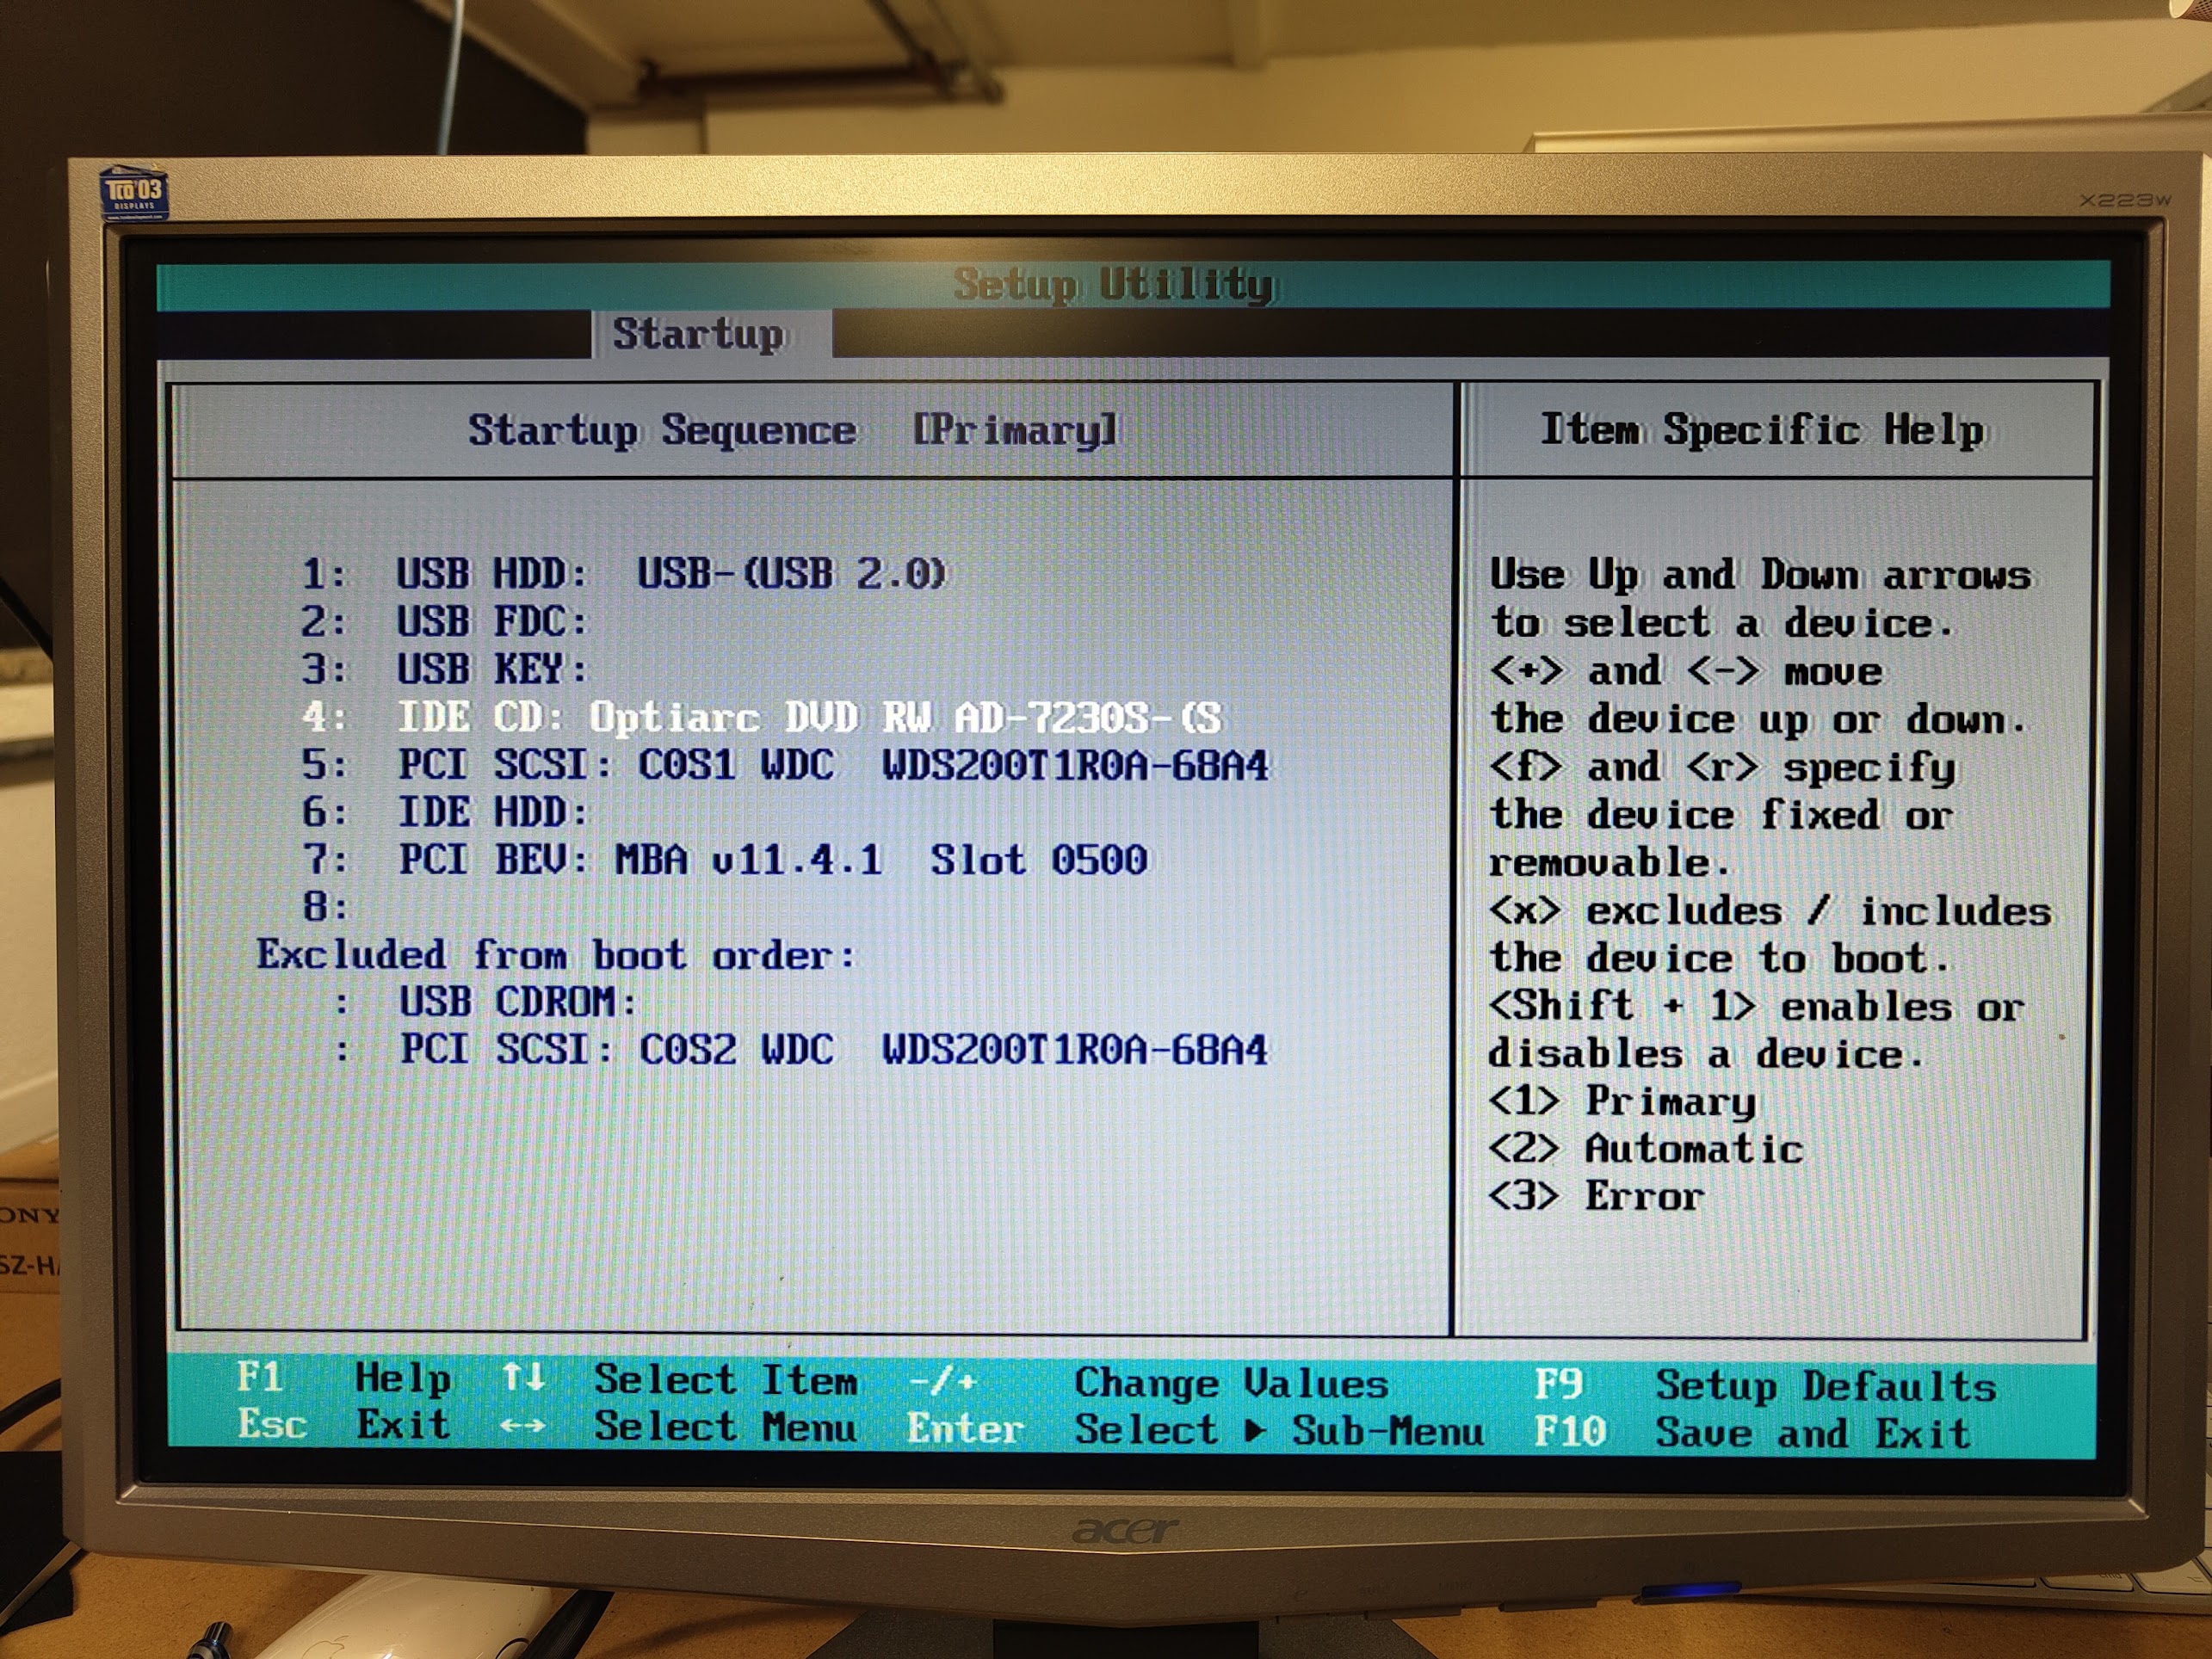 TCO'03
DISPLAYS
X223W
Setup Utility
Startup
Startup Sequence [Primary]
1: USB HDD: USB-(USB 2.0)
2: USB FDC:
3: USB KEY:
4: IDE CD: Optiarc DVD RW AD-7230S-(S
5: PCI SCSI: C0S1 WDC WDS200T1R0A-68A4
6: IDE HDD:
7: PCI BEV: MBA v11.4.1 Slot 0500
8:
Excluded from boot order:
: USB CDROM:
: PCI SCSI: C0S2 WDC WDS200T1R0A-68A4
Item Specific Help
Use Up and Down arrows
to select a device.
<+> and <-> move
the device up or down.
<f> and <r> specify
the device fixed or
removable.
<x> excludes / includes
the device to boot.
<Shift + 1> enables or
disables a device.
<1> Primary
<2> Automatic
<3> Error
F1 Help ↑↓ Select Item -/+ Change Values F9 Setup Defaults
Esc Exit ←→ Select Menu Enter Select ▶ Sub-Menu F10 Save and Exit
acer
ONY
SZ-H